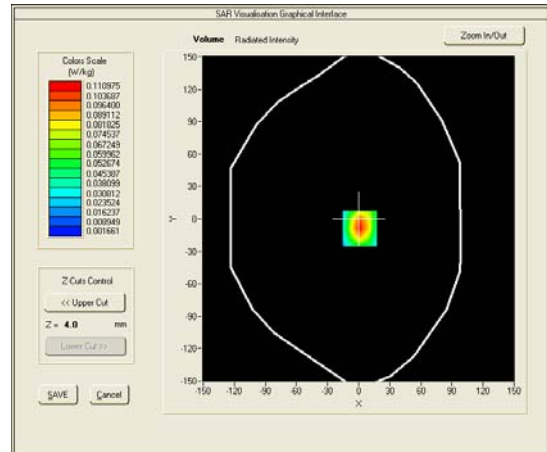 SAR Visualisation Graphical Interface
Volume Radiated Intensity
Zoom In/Out
Colors Scale
(W/kg)
0.110975
0.103687
0.096400
0.089112
0.081825
0.074537
0.067249
0.059962
0.052674
0.045387
0.038099
0.030812
0.023524
0.016237
0.008949
0.001661
Z Cuts Control
<< Upper Cut
Z = 4.0 mm
Lower Cut >>
SAVE
Cancel
150
120
90
60
30
0
-30
-60
-90
-120
-150
Y
-150 -120 -90 -60 -30 0 30 60 90 120 150
X